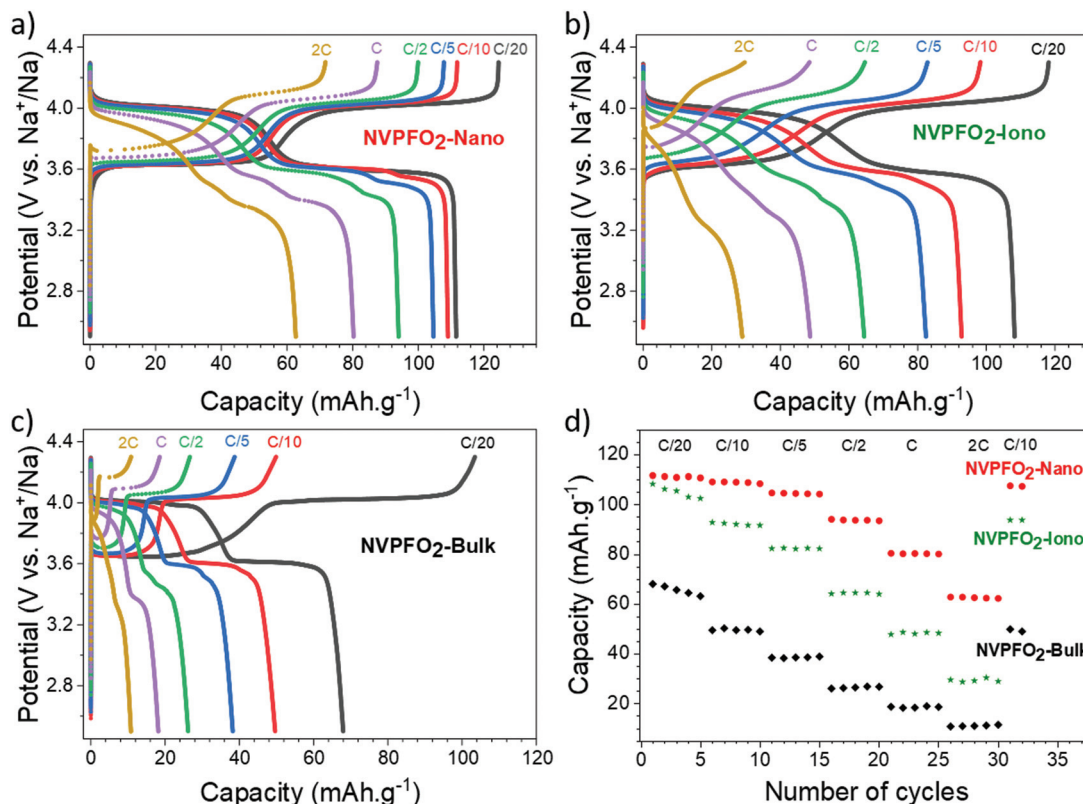 a)
2C C C/2 C/5 C/10 C/20
4.4
4.0
3.6
3.2
2.8
Potential (V vs. Na⁺/Na)
NVPFO₂-Nano
0 20 40 60 80 100 120
Capacity (mAh.g⁻¹)
b)
2C C C/2 C/5 C/10 C/20
4.4
4.0
3.6
3.2
2.8
Potential (V vs. Na⁺/Na)
NVPFO₂-Iono
0 20 40 60 80 100 120
Capacity (mAh.g⁻¹)
c)
2C C C/2 C/5 C/10 C/20
4.4
4.0
3.6
3.2
2.8
Potential (V vs. Na⁺/Na)
NVPFO₂-Bulk
0 20 40 60 80 100 120
Capacity (mAh.g⁻¹)
d)
C/20 C/10 C/5 C/2 C 2C C/10
120
100
80
60
40
20
Capacity (mAh.g⁻¹)
NVPFO₂-Nano
NVPFO₂-Iono
NVPFO₂-Bulk
0 5 10 15 20 25 30 35
Number of cycles